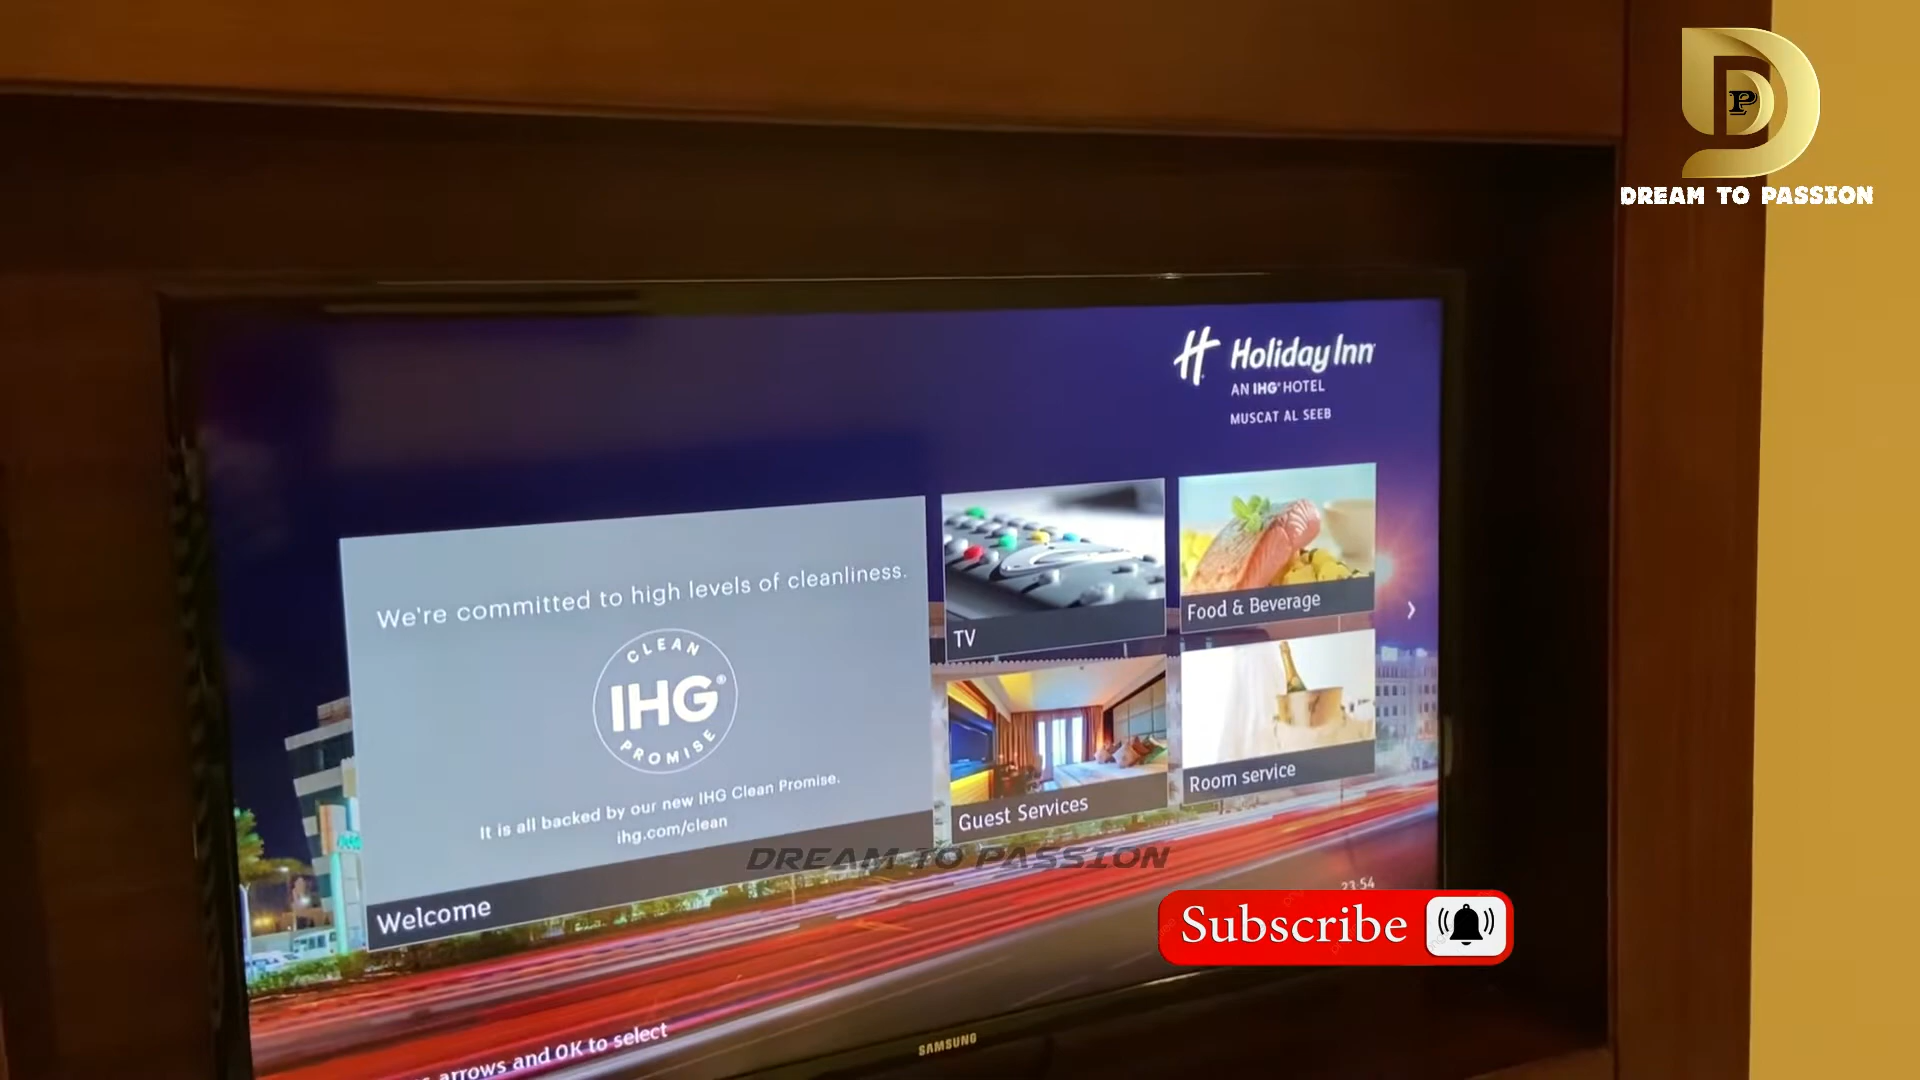 P
DREAM TO PASSION
Holiday Inn
AN IHG® HOTEL
MUSCAT AL SEEB
We're committed to high levels of cleanliness.
CLEAN
IHG®
PROMISE
It is all backed by our new IHG Clean Promise.
ihg.com/clean
Welcome
TV
Food & Beverage
Guest Services
Room service
DREAM TO PASSION
23:54
Subscribe
arrows and OK to select
SAMSUNG